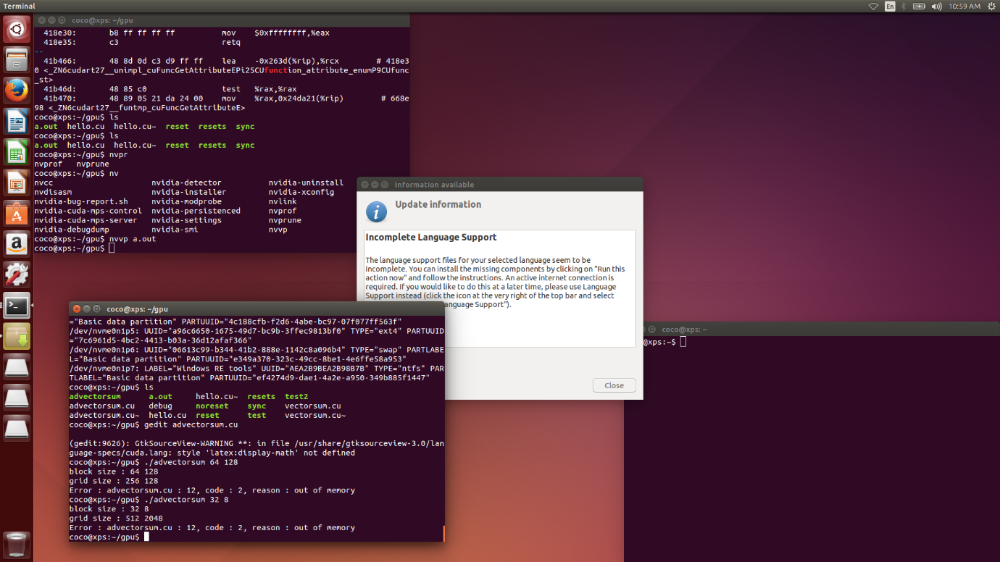 Terminal
En
10:59 AM
coco@xps: ~/gpu
418e30: b8 ff ff ff ff mov $0xffffffff,%eax
418e35: c3 retq
--
41b466: 48 8d 0d c3 d9 ff ff lea -0x263d(%rip),%rcx # 418e3
0 <_ZN6cudart27__unimpl_cuFuncGetAttributeEPi25CUfunction_attribute_enumP9CUfunc
_st>
41b46d: 48 85 c0 test %rax,%rax
41b470: 48 89 05 21 da 24 00 mov %rax,0x24da21(%rip) # 668e
98 <_ZN6cudart27__funtmp_cuFuncGetAttributeE>
coco@xps:~/gpu$ ls
a.out hello.cu hello.cu~ reset resets sync
coco@xps:~/gpu$ ls
a.out hello.cu hello.cu~ reset resets sync
coco@xps:~/gpu$ nvpr
nvprof nvprune
coco@xps:~/gpu$ nv
nvcc nvidia-detector nvidia-uninstall
nvdisasm nvidia-installer nvidia-xconfig
nvidia-bug-report.sh nvidia-modprobe nvlink
nvidia-cuda-mps-control nvidia-persistenced nvprof
nvidia-cuda-mps-server nvidia-settings nvprune
nvidia-debugdump nvidia-smi nvvp
coco@xps:~/gpu$ nvvp a.out
coco@xps:~/gpu$
Information available
Update information
Incomplete Language Support
The language support files for your selected language seem to be
incomplete. You can install the missing components by clicking on "Run this
action now" and follow the instructions. An active internet connection is
required. If you would like to do this at a later time, please use Language
Support instead (click the icon at the very right of the top bar and select
anguage Support").
Close
coco@xps: ~/gpu
="Basic data partition" PARTUUID="4c188cfb-f2d6-4abe-bc97-07f077ff563f"
/dev/nvme0n1p5: UUID="a96c6650-1675-49d7-bc9b-3ffec9813bf0" TYPE="ext4" PARTUUID
="7c6961d5-4bc2-4413-b03a-36d12afaf366"
/dev/nvme0n1p6: UUID="06613c99-b344-41b2-888e-1142c8a096b4" TYPE="swap" PARTLABE
L="Basic data partition" PARTUUID="e349a370-323c-49cc-8be1-4e6ffe58a953"
/dev/nvme0n1p7: LABEL="Windows RE tools" UUID="AEA2B9BEA2B98B7B" TYPE="ntfs" PAR
TLABEL="Basic data partition" PARTUUID="ef4274d9-dae1-4a2e-a950-349b885f1447"
coco@xps:~/gpu$ ls
advectorsum a.out hello.cu~ resets test2
advectorsum.cu debug noreset sync vectorsum.cu
advectorsum.cu~ hello.cu reset test vectorsum.cu~
coco@xps:~/gpu$ gedit advectorsum.cu
(gedit:9626): GtkSourceView-WARNING **: in file /usr/share/gtksourceview-3.0/lan
guage-specs/cuda.lang: style 'latex:display-math' not defined
coco@xps:~/gpu$ ./advectorsum 64 128
block size : 64 128
grid size : 256 128
Error : advectorsum.cu : 12, code : 2, reason : out of memory
coco@xps:~/gpu$ ./advectorsum 32 8
block size : 32 8
grid size : 512 2048
Error : advectorsum.cu : 12, code : 2, reason : out of memory
coco@xps:~/gpu$
coco@xps: ~
@xps:~$